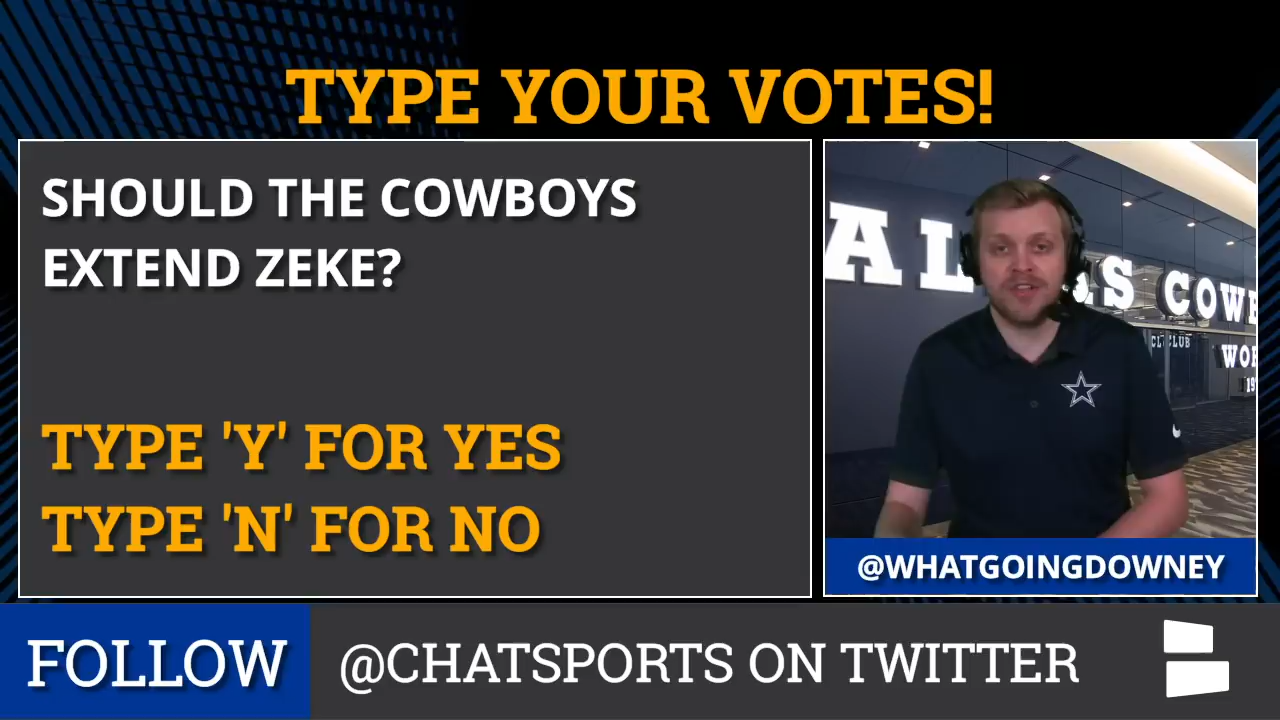 TYPE YOUR VOTES!
SHOULD THE COWBOYS
EXTEND ZEKE?
TYPE 'Y' FOR YES
TYPE 'N' FOR NO
@WHATGOINGDOWNEY
FOLLOW
@CHATSPORTS ON TWITTER